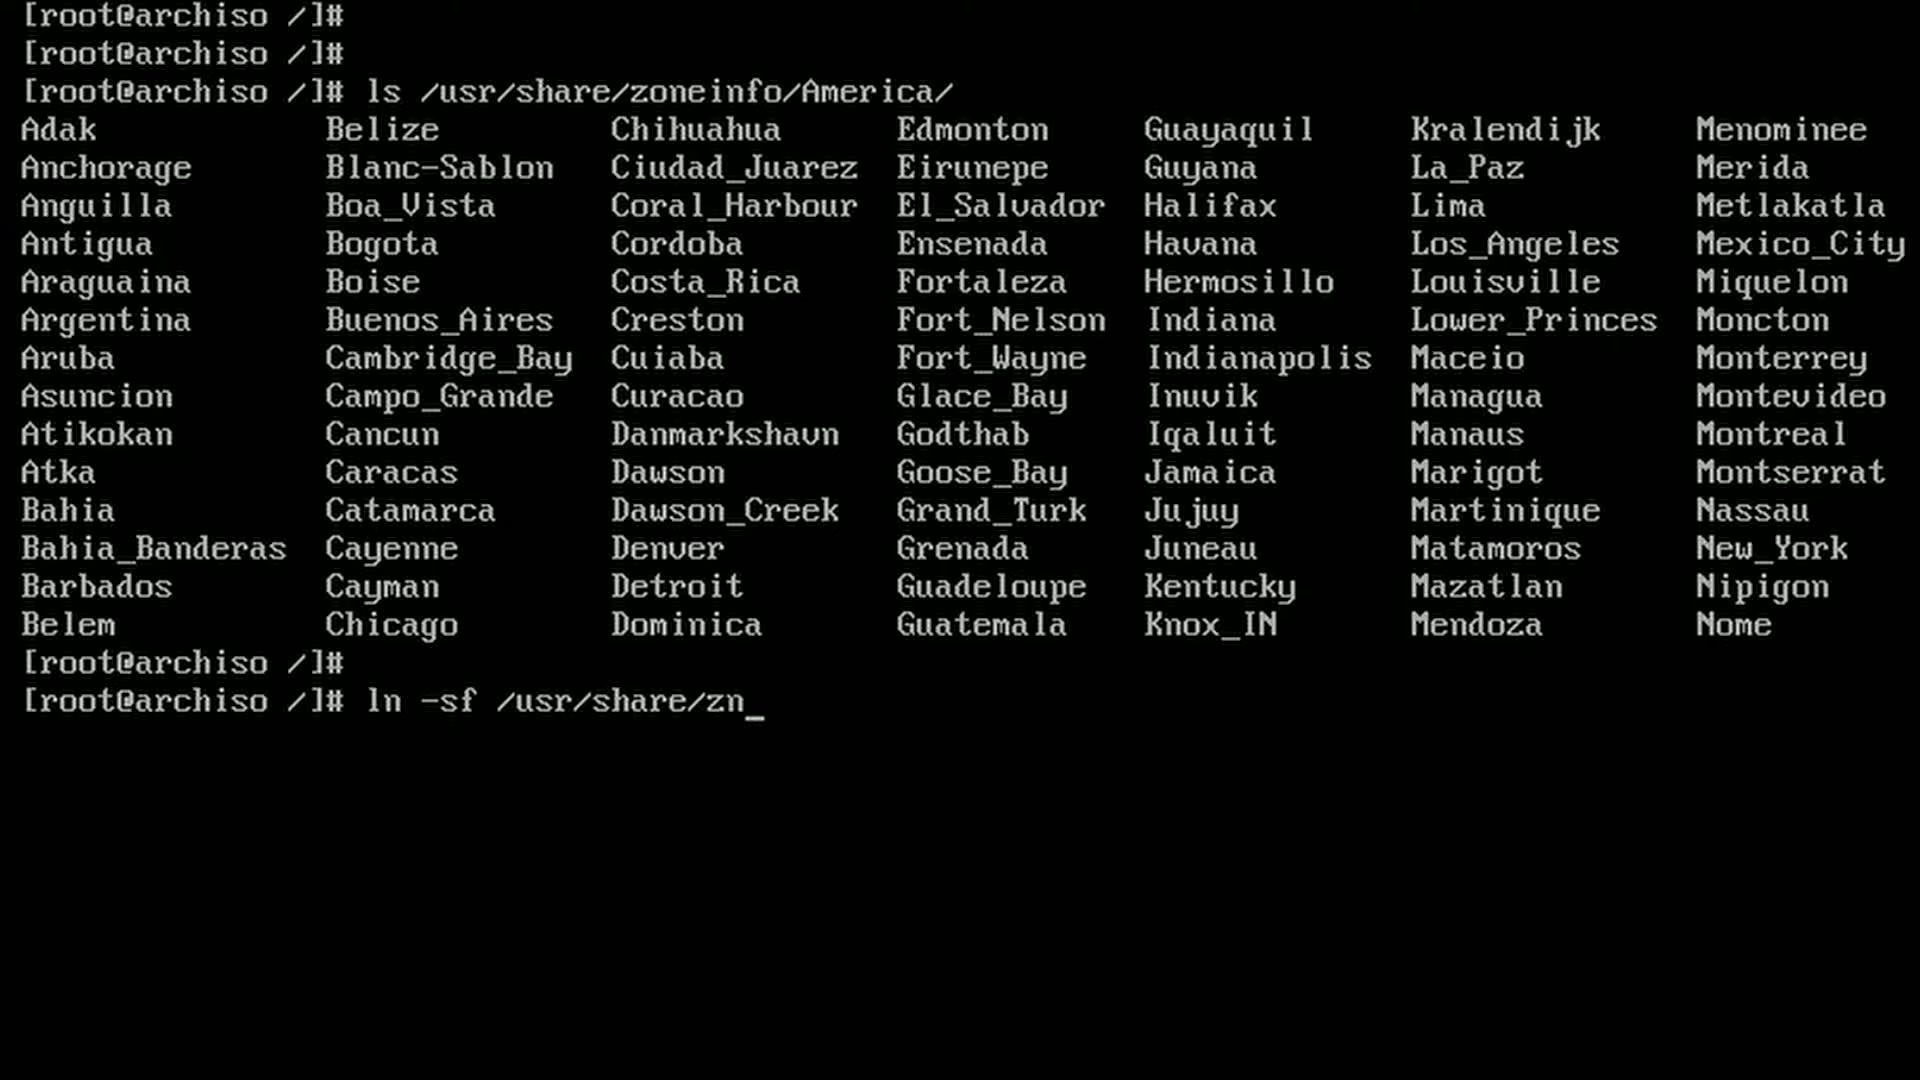 [root@archiso /]#
[root@archiso /]#
[root@archiso /]# ls /usr/share/zoneinfo/America/
Adak Belize Chihuahua Edmonton Guayaquil Kralendijk Menominee
Anchorage Blanc-Sablon Ciudad_Juarez Eirunepe Guyana La_Paz Merida
Anguilla Boa_Vista Coral_Harbour El_Salvador Halifax Lima Metlakatla
Antigua Bogota Cordoba Ensenada Havana Los_Angeles Mexico_City
Araguaina Boise Costa_Rica Fortaleza Hermosillo Louisville Miquelon
Argentina Buenos_Aires Creston Fort_Nelson Indiana Lower_Princes Moncton
Aruba Cambridge_Bay Cuiaba Fort_Wayne Indianapolis Maceio Monterrey
Asuncion Campo_Grande Curacao Glace_Bay Inuvik Managua Montevideo
Atikokan Cancun Danmarkshavn Godthab Iqaluit Manaus Montreal
Atka Caracas Dawson Goose_Bay Jamaica Marigot Montserrat
Bahia Catamarca Dawson_Creek Grand_Turk Jujuy Martinique Nassau
Bahia_Banderas Cayenne Denver Grenada Juneau Matamoros New_York
Barbados Cayman Detroit Guadeloupe Kentucky Mazatlan Nipigon
Belem Chicago Dominica Guatemala Knox_IN Mendoza Nome
[root@archiso /]#
[root@archiso /]# ln -sf /usr/share/zn_